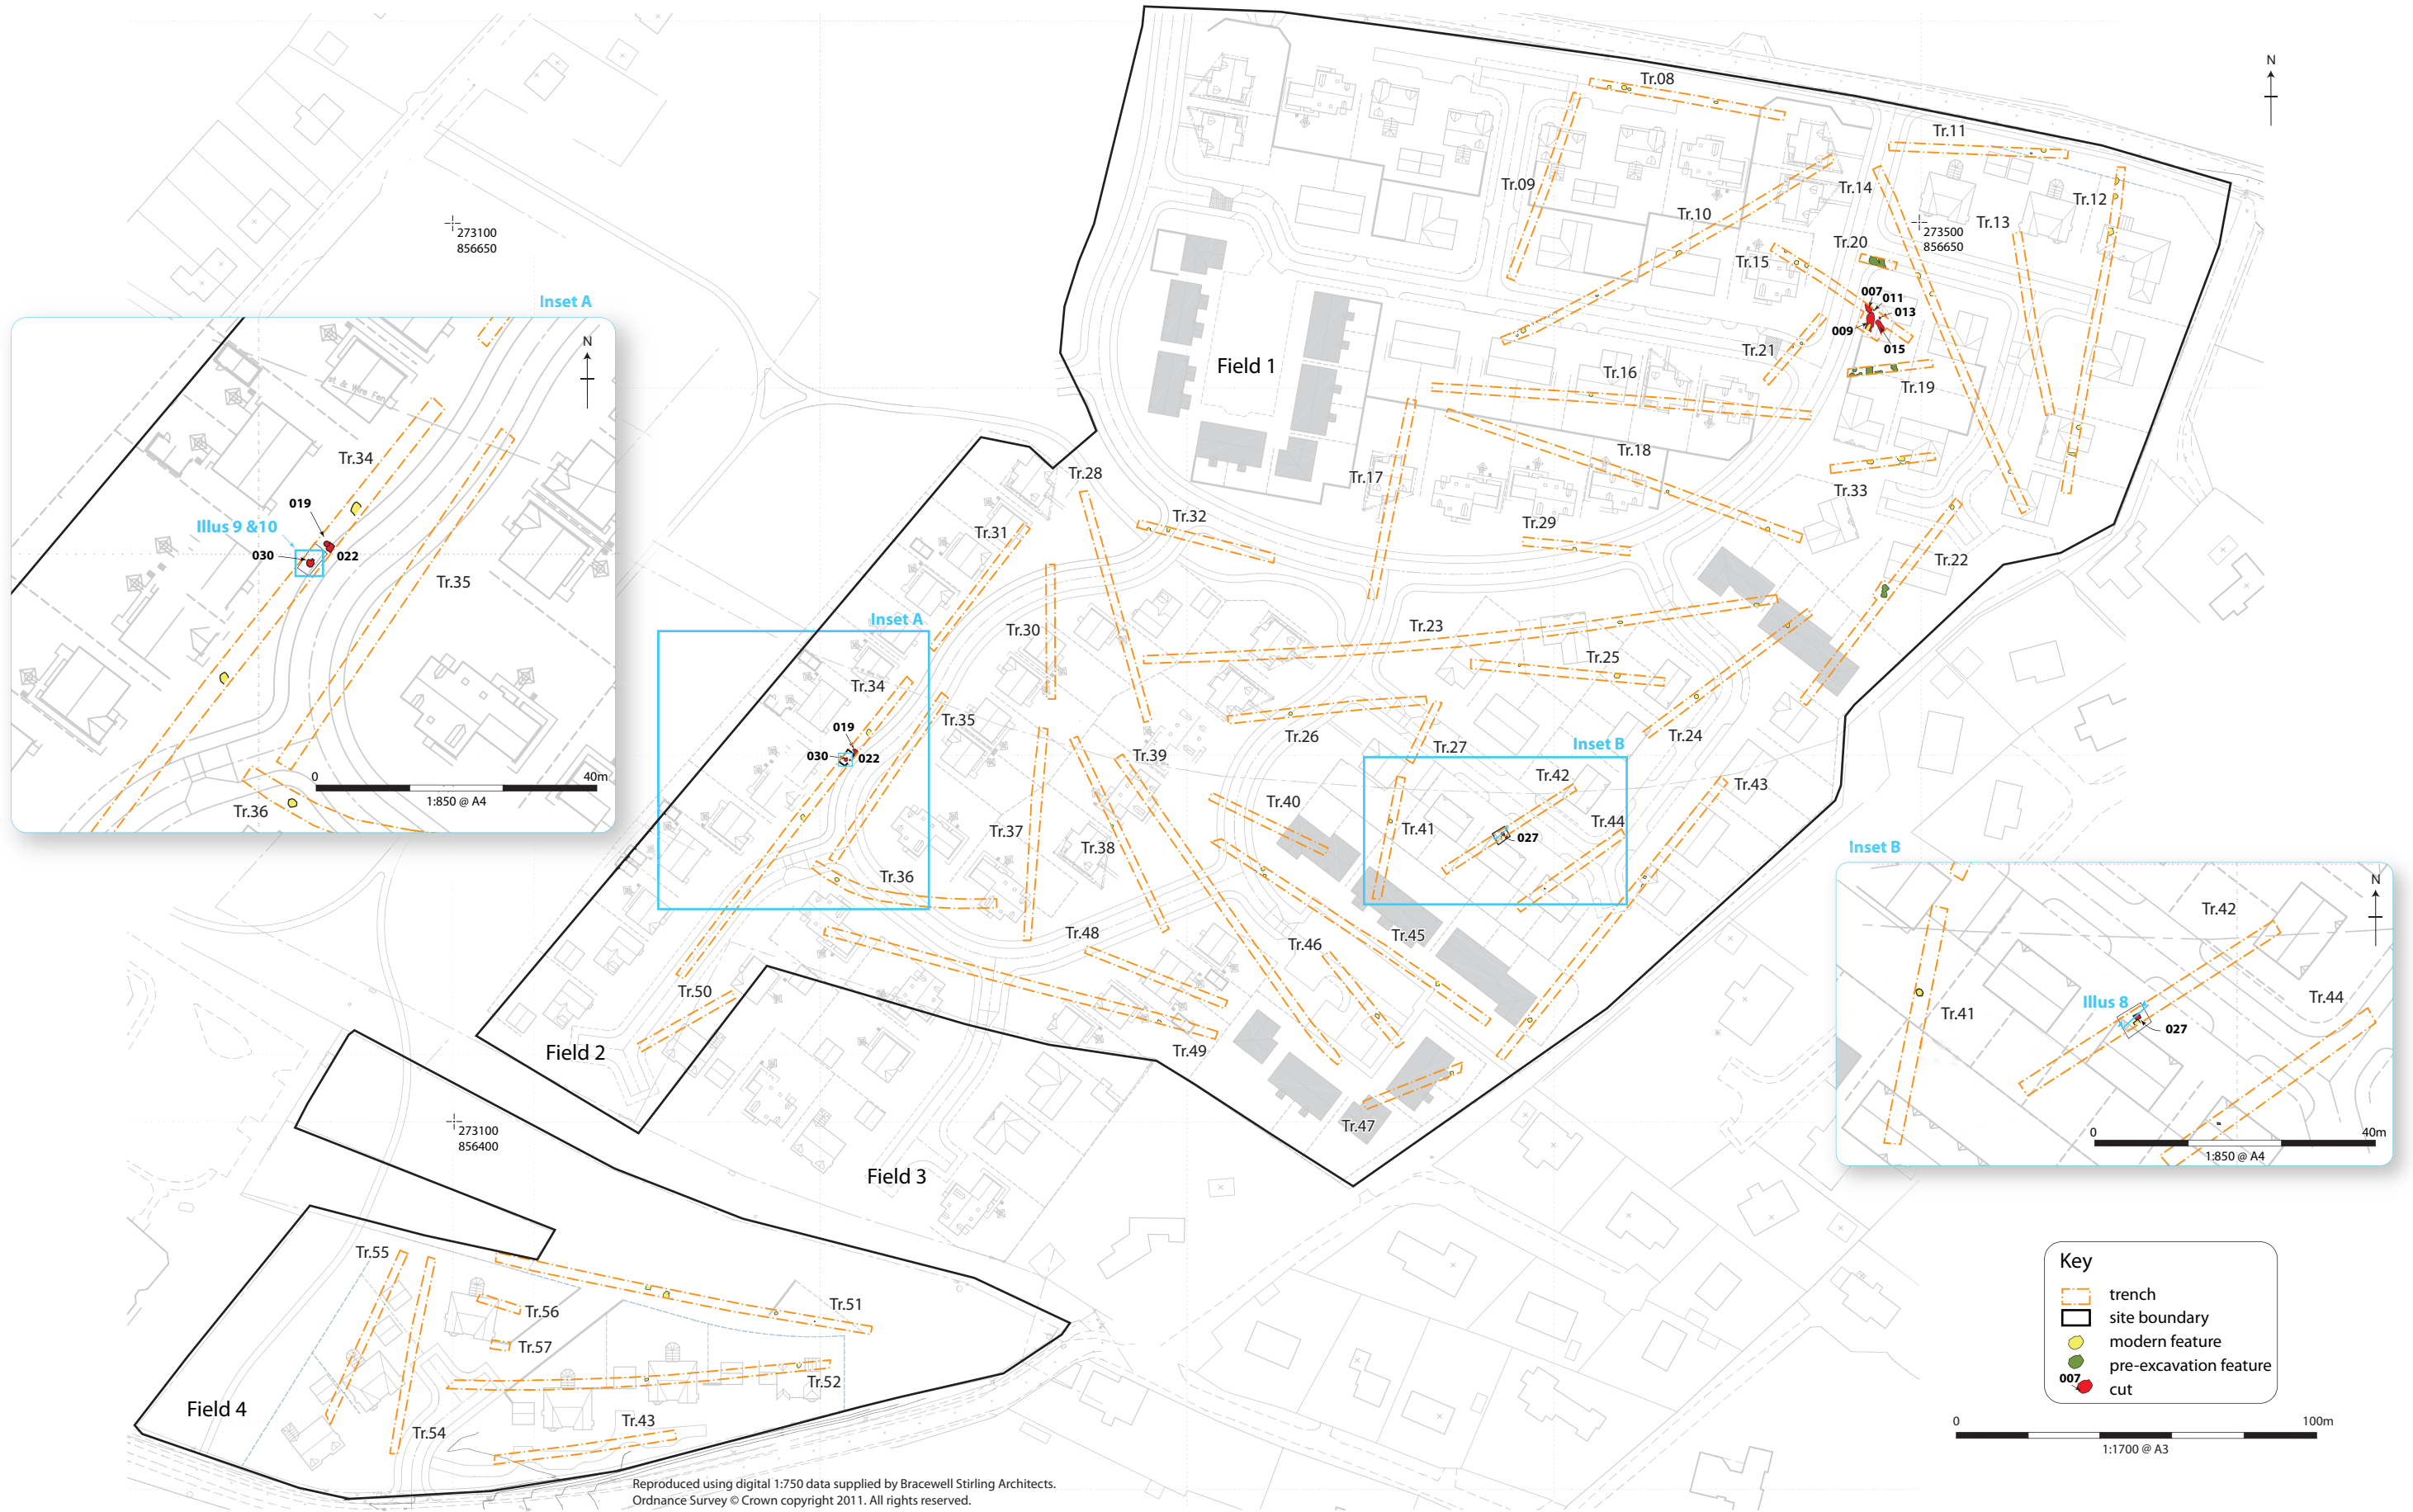 N
Tr.08
Tr.11
Tr.09
Tr.14
Tr.12
Tr.10
Tr.13
273100
856650
273500
856650
Tr.20
Tr.15
Inset A
007
011
013
009
015
N
Tr.21
Field 1
Tr.16
Tr.19
st & Wire Fen
Tr.34
Tr.18
Tr.28
Tr.17
Tr.33
019
Illus 9 &10
030
022
Tr.32
Tr.29
Tr.31
Tr.22
Tr.35
Inset A
Tr.30
Tr.23
Tr.25
Tr.34
Tr.35
019
030
022
Tr.26
Tr.27
Tr.24
Inset B
Tr.39
0
40m
1:850 @ A4
Tr.36
Tr.42
Tr.43
Tr.40
Tr.37
Tr.41
Tr.44
027
Tr.38
Inset B
Tr.36
N
Tr.42
Tr.48
Tr.46
Tr.45
Tr.50
Illus 8
Tr.44
Tr.41
027
Field 2
Tr.49
273100
856400
Tr.47
0
40m
1:850 @ A4
Field 3
Tr.55
Key
trench
site boundary
modern feature
pre-excavation feature
007
cut
Tr.56
Tr.51
Tr.57
Tr.52
Field 4
Tr.54
Tr.43
0
100m
1:1700 @ A3
Reproduced using digital 1:750 data supplied by Bracewell Stirling Architects.
Ordnance Survey © Crown copyright 2011. All rights reserved.